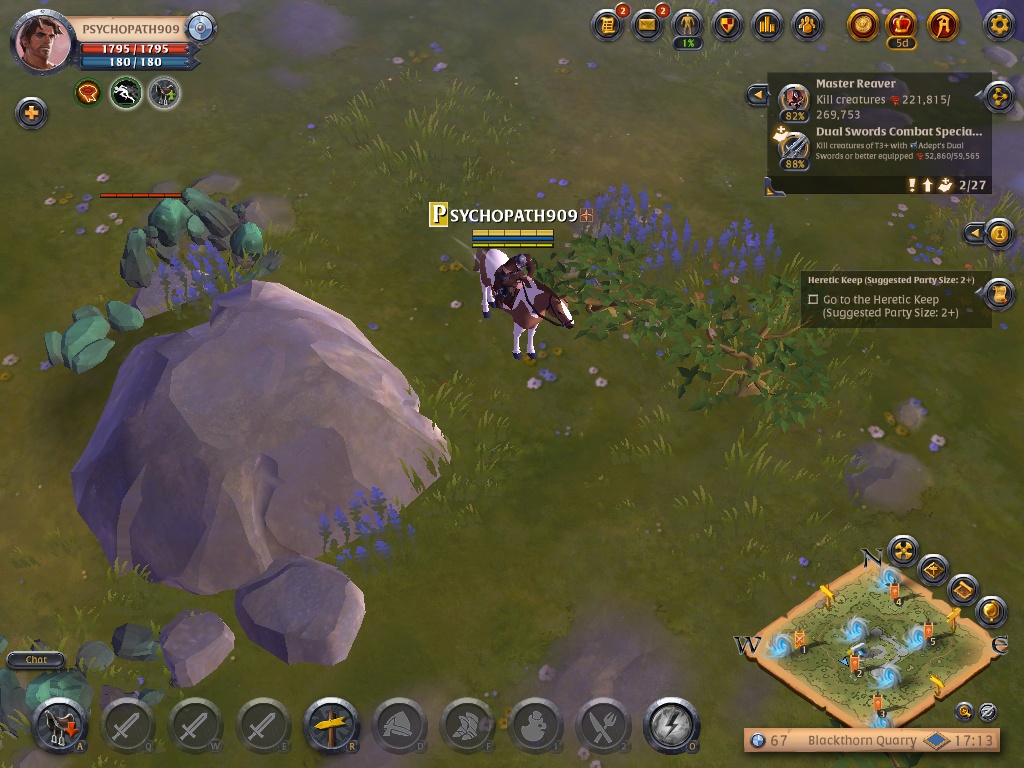 PSYCHOPATH909
1795/1795
180/180
2
2
1%
5d
Master Reaver
Kill creatures 221,815/
269,753
82%
Dual Swords Combat Specia...
Kill creatures of T3+ with Adept's Dual
Swords or better equipped 52,860/59,565
88%
2/27
PSYCHOPATH909
Heretic Keep (Suggested Party Size: 2+)
Go to the Heretic Keep
(Suggested Party Size: 2+)
N
W
E
4
1
5
2
3
Chat
A
Q
W
E
R
D
F
1
2
O
67 Blackthorn Quarry 17:13